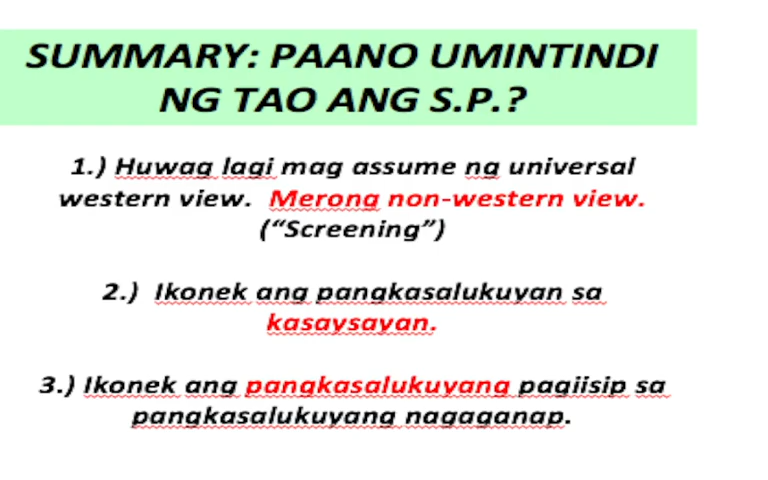 SUMMARY: PAANO UMINTINDI
NG TAO ANG S.P.?
1.) Huwag lagi mag assume ng universal
western view. Merong non-western view.
(“Screening”)
2.) Ikonek ang pangkasalukuyan sa
kasaysayan.
3.) Ikonek ang pangkasalukuyang pagiisip sa
pangkasalukuyang nagaganap.